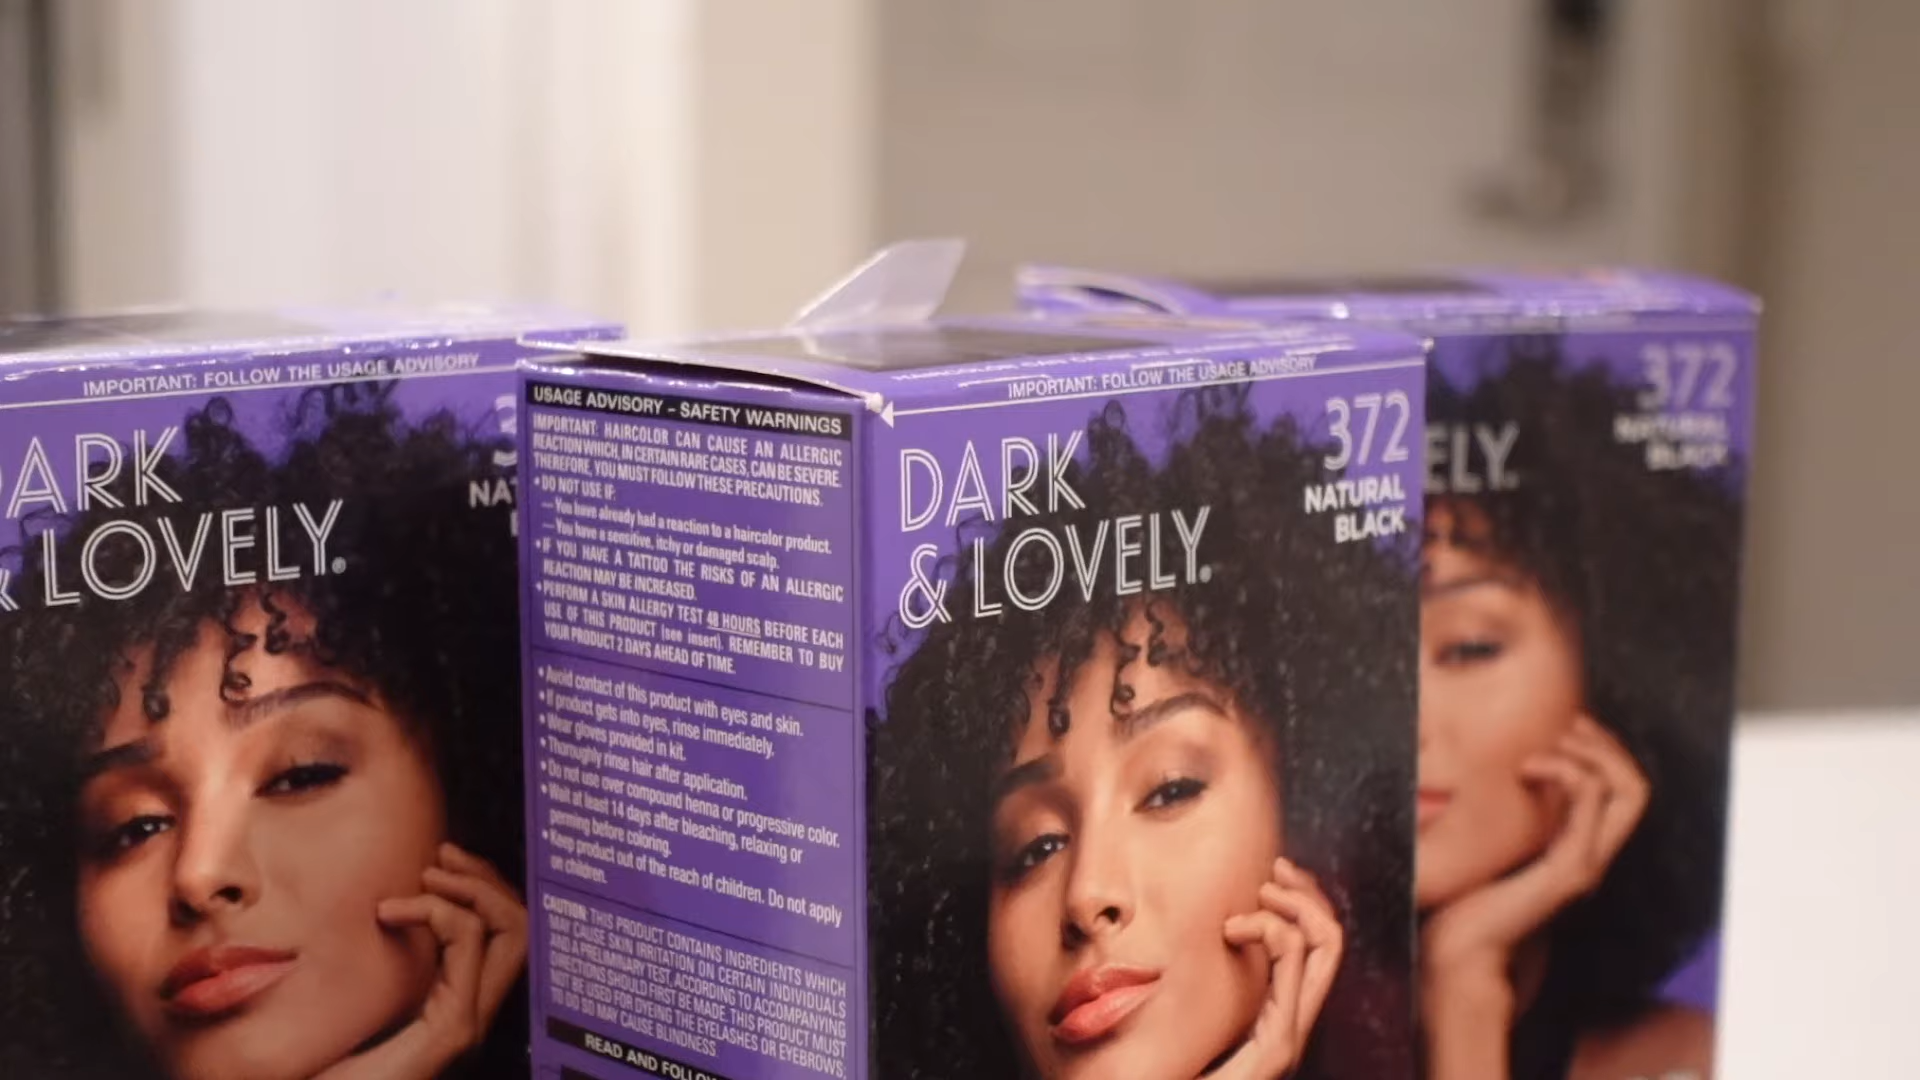 IMPORTANT: FOLLOW THE USAGE ADVISORY
DARK
& LOVELY.
USAGE ADVISORY – SAFETY WARNINGS
IMPORTANT: HAIRCOLOR CAN CAUSE AN ALLERGIC
REACTION WHICH, IN CERTAIN RARE CASES, CAN BE SEVERE.
THEREFORE, YOU MUST FOLLOW THESE PRECAUTIONS.
• DO NOT USE IF:
— You have already had a reaction to a haircolor product.
— You have a sensitive, itchy or damaged scalp.
• IF YOU HAVE A TATTOO THE RISKS OF AN ALLERGIC
REACTION MAY BE INCREASED.
• PERFORM A SKIN ALLERGY TEST 48 HOURS BEFORE EACH
USE OF THIS PRODUCT (see insert). REMEMBER TO BUY
YOUR PRODUCT 2 DAYS AHEAD OF TIME.
• Avoid contact of this product with eyes and skin.
• If product gets into eyes, rinse immediately.
• Wear gloves provided in kit.
• Thoroughly rinse hair after application.
• Do not use over compound henna or progressive color.
• Wait at least 14 days after bleaching, relaxing or
perming before coloring.
• Keep product out of the reach of children. Do not apply
on children.
CAUTION: THIS PRODUCT CONTAINS INGREDIENTS WHICH
MAY CAUSE SKIN IRRITATION ON CERTAIN INDIVIDUALS
AND A PRELIMINARY TEST, ACCORDING TO ACCOMPANYING
DIRECTIONS SHOULD FIRST BE MADE. THIS PRODUCT MUST
NOT BE USED FOR DYEING THE EYELASHES OR EYEBROWS;
TO DO SO MAY CAUSE BLINDNESS.
READ AND FOLLOW
IMPORTANT: FOLLOW THE USAGE ADVISORY
DARK
& LOVELY.
372
NATURAL
BLACK
ELY.
372
NATURAL
BLACK